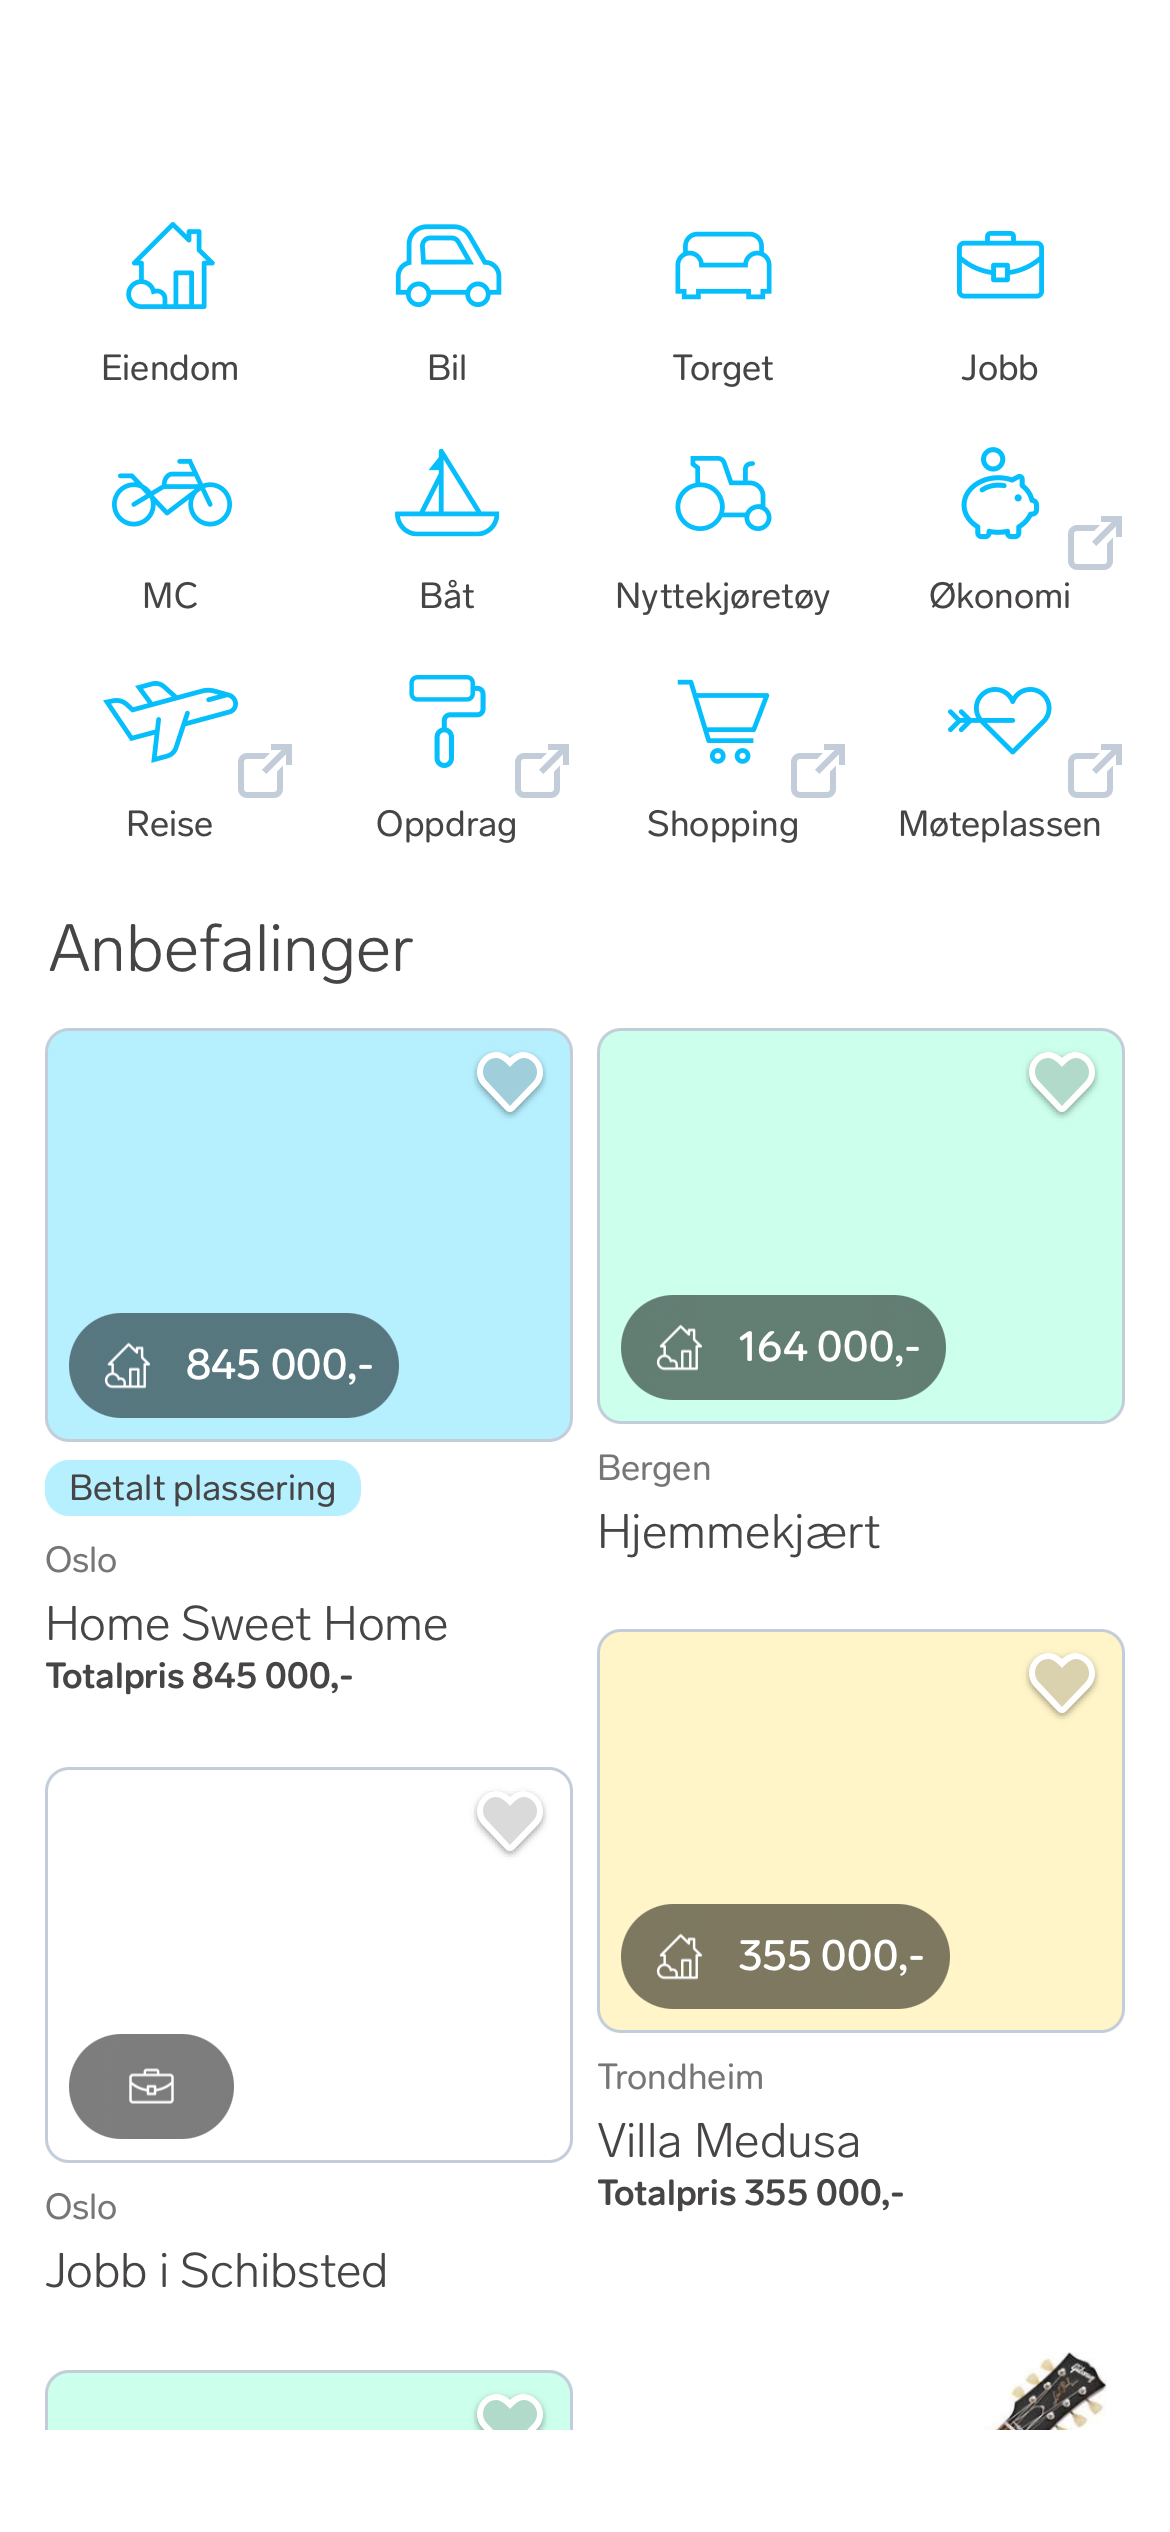 Eiendom
Bil
Torget
Jobb
MC
Båt
Nyttekjøretøy
Økonomi
Reise
Oppdrag
Shopping
Møteplassen
Anbefalinger
845 000,-
Betalt plassering
Oslo
Home Sweet Home
Totalpris 845 000,-
164 000,-
Bergen
Hjemmekjært
355 000,-
Trondheim
Villa Medusa
Totalpris 355 000,-
Oslo
Jobb i Schibsted
Gibson